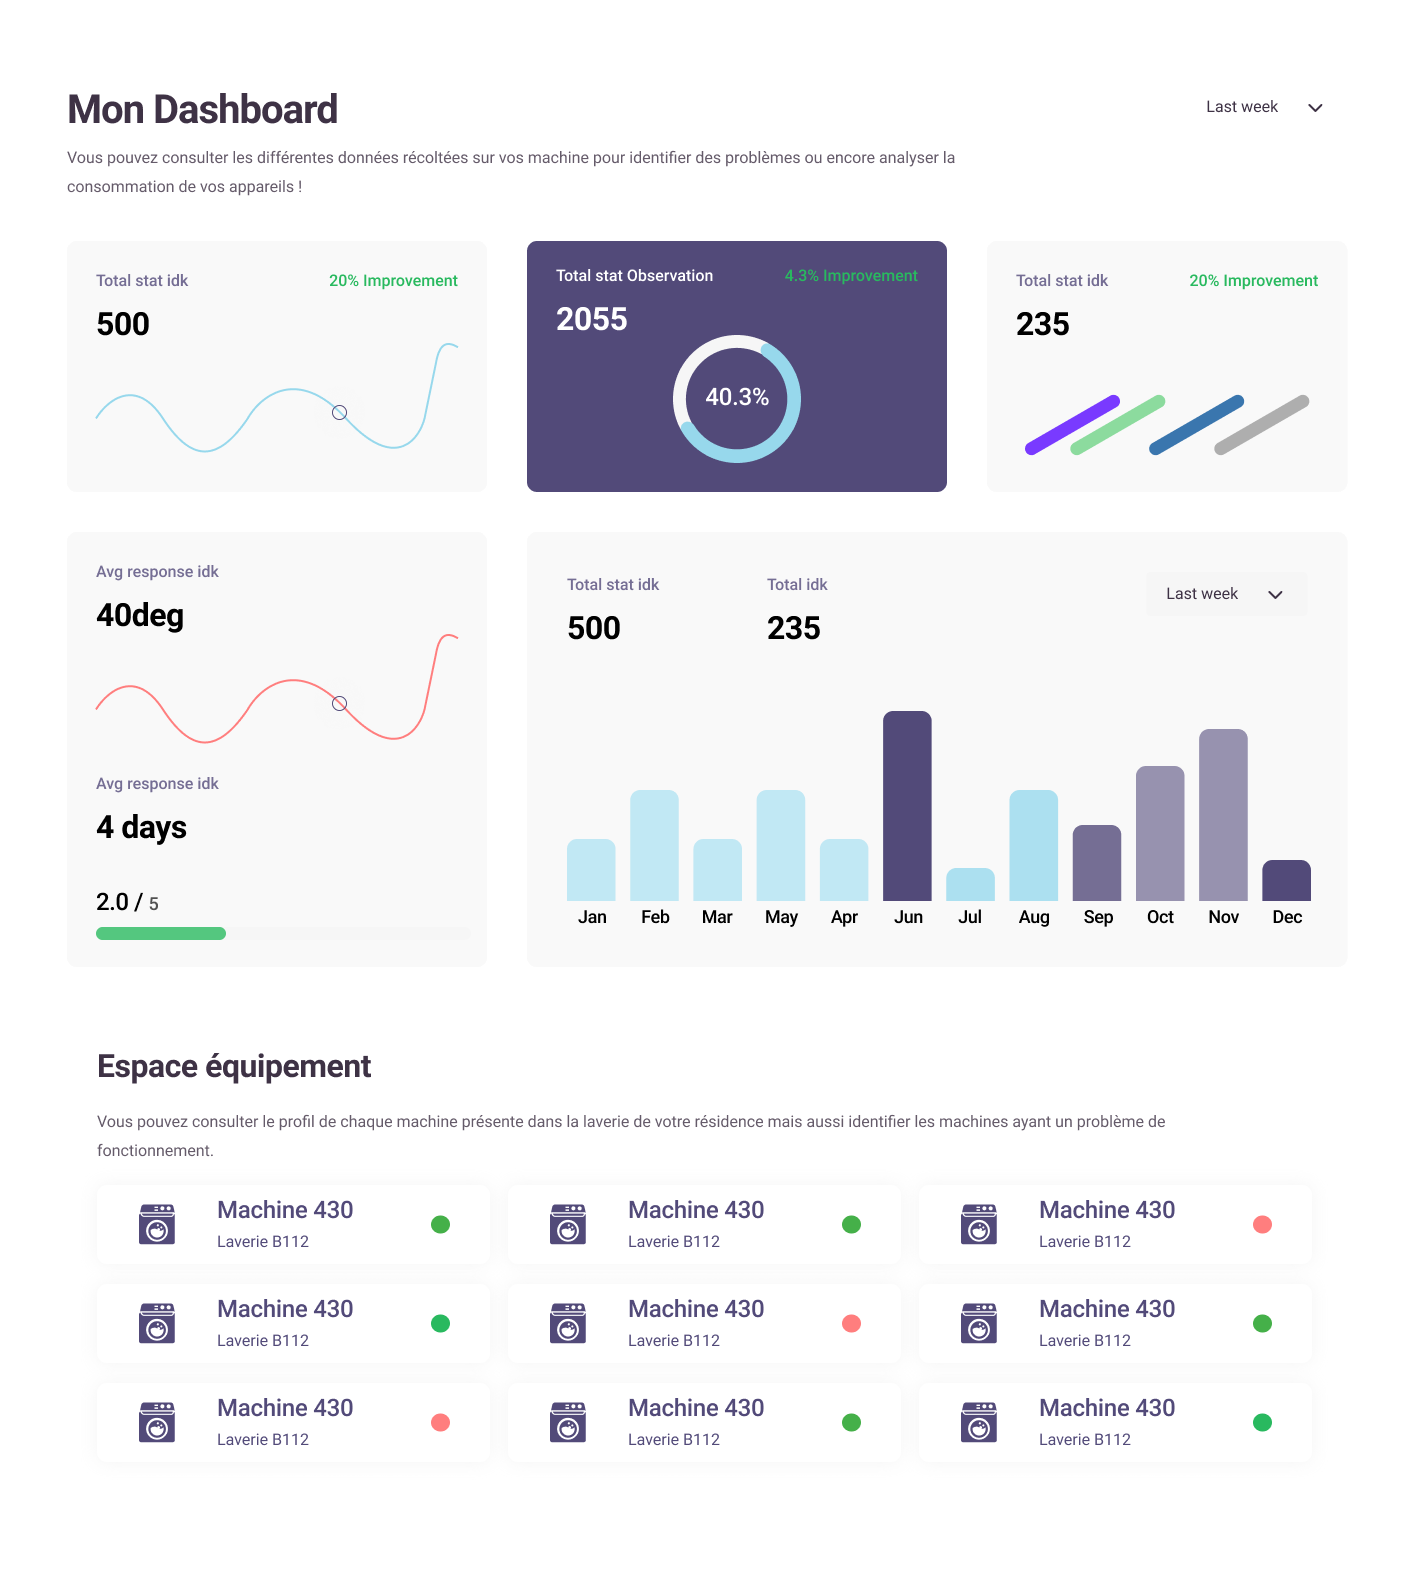 Mon Dashboard
Last week
Vous pouvez consulter les différentes données récoltées sur vos machine pour identifier des problèmes ou encore analyser la
consommation de vos appareils !
Total stat idk
20% Improvement
500
Total stat Observation
4.3% Improvement
2055
40.3%
Total stat idk
20% Improvement
235
Avg response idk
40deg
Avg response idk
4 days
2.0 / 5
Total stat idk
500
Total idk
235
Last week
Jan Feb Mar May Apr Jun Jul Aug Sep Oct Nov Dec
Espace équipement
Vous pouvez consulter le profil de chaque machine présente dans la laverie de votre résidence mais aussi identifier les machines ayant un problème de
fonctionnement.
Machine 430
Laverie B112
Machine 430
Laverie B112
Machine 430
Laverie B112
Machine 430
Laverie B112
Machine 430
Laverie B112
Machine 430
Laverie B112
Machine 430
Laverie B112
Machine 430
Laverie B112
Machine 430
Laverie B112